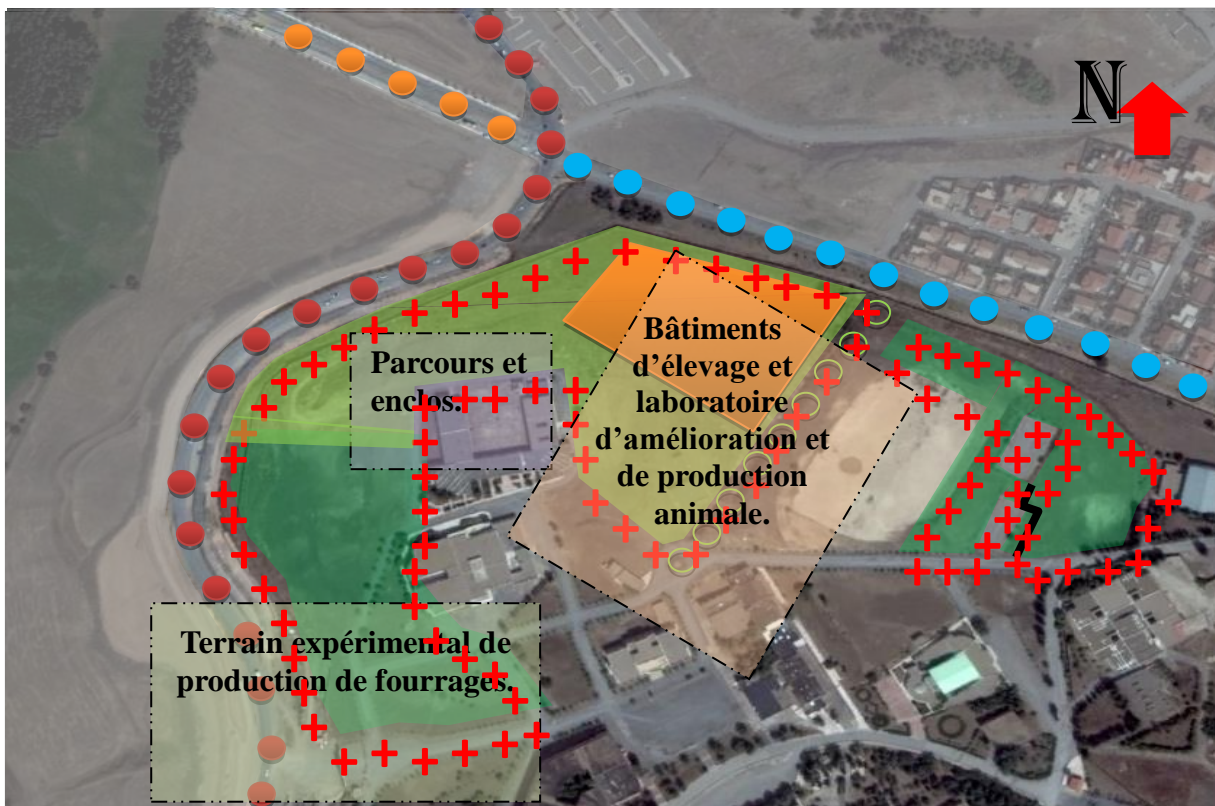 N
Parcours et
enclos.
Bâtiments
d’élevage et
laboratoire
d’amélioration et
de production
animale.
Terrain expérimental de
production de fourrages.